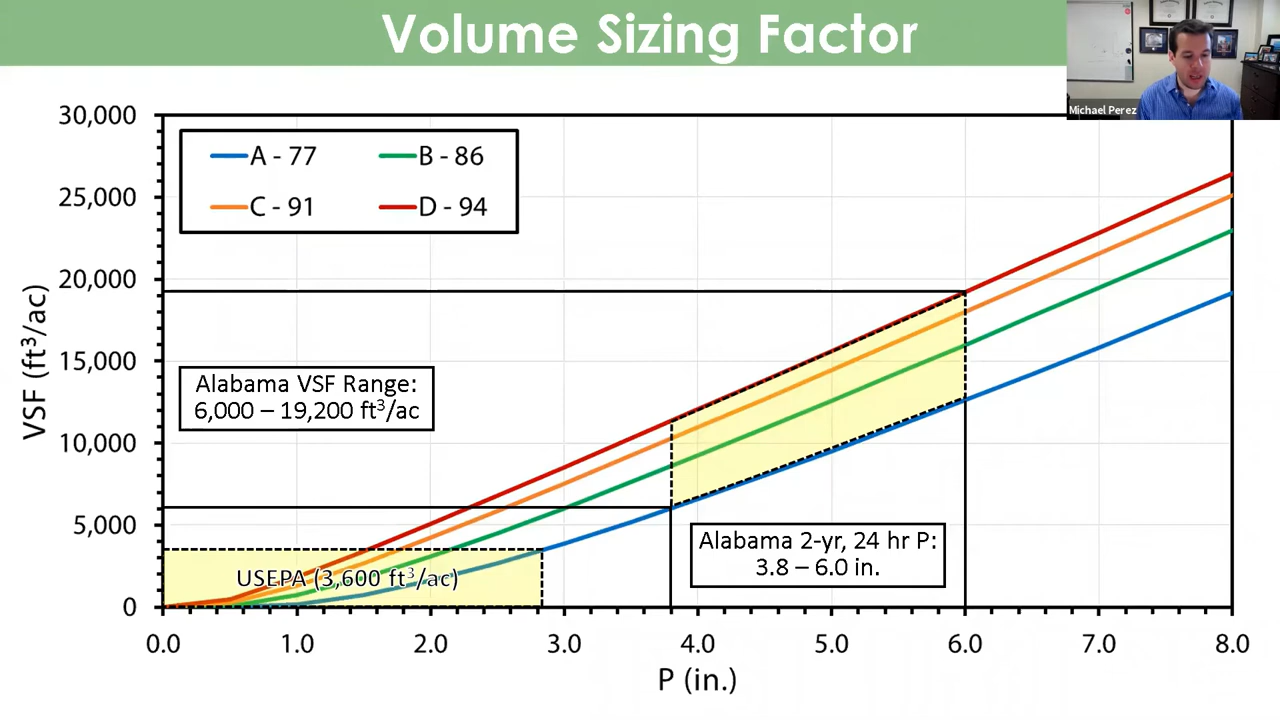 Volume Sizing Factor
Michael Perez
30,000
25,000
20,000
15,000
10,000
5,000
0
VSF (ft³/ac)
A - 77
B - 86
C - 91
D - 94
Alabama VSF Range:
6,000 – 19,200 ft³/ac
Alabama 2-yr, 24 hr P:
3.8 – 6.0 in.
USEPA (3,600 ft³/ac)
0.0
1.0
2.0
3.0
4.0
5.0
6.0
7.0
8.0
P (in.)